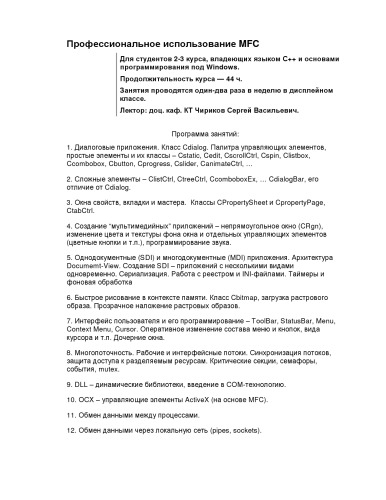 Профессиональное использование MFC
Для студентов 2-3 курса, владеющих языком C++ и основами
программирования под Windows.
Продолжительность курса — 44 ч.
Занятия проводятся один-два раза в неделю в дисплейном
классе.
Лектор: доц. каф. КТ Чириков Сергей Васильевич.
Программа занятий:
1. Диалоговые приложения. Класс Cdialog. Палитра управляющих элементов,
простые элементы и их классы – Cstatic, Cedit, CscrollCtrl, Cspin, Clistbox,
Ccombobox, Cbutton, Cprogress, Cslider, CanimateCtrl, …
2. Сложные элементы – ClistCtrl, CtreeCtrl, CcomboboxEx, … CdialogBar, его
отличие от Cdialog.
3. Окна свойств, вкладки и мастера.  Классы CPropertySheet и CpropertyPage,
CtabCtrl.
4. Создание "мультимедийных" приложений – непрямоугольное окно (CRgn),
изменение цвета и текстуры фона окна и отдельных управляющих элементов
(цветные кнопки и т.п.), программирование звука.
5. Однодокументные (SDI) и многодокументные (MDI) приложения. Архитектура
Documemt-View. Создание SDI – приложений с несколькими видами
одновременно. Сериализация. Работа с реестром и INI-файлами. Таймеры и
фоновая обработка
6. Быстрое рисование в контексте памяти. Класс Cbitmap, загрузка растрового
образа. Прозрачное наложение растровых образов.
7. Интерфейс пользователя и его программирование – ToolBar, StatusBar, Menu,
Context Menu, Cursor. Оперативное изменение состава меню и кнопок, вида
курсора и т.п. Дочерние окна.
8. Многопоточность. Рабочие и интерфейсные потоки. Синхронизация потоков,
защита доступа к разделяемым ресурсам. Критические секции, семафоры,
события, mutex.
9. DLL – динамические библиотеки, введение в COM-технологию.
10. OCX – управляющие элементы ActiveX (на основе MFC).
11. Обмен данными между процессами.
12. Обмен данными через локальную сеть (pipes, sockets).